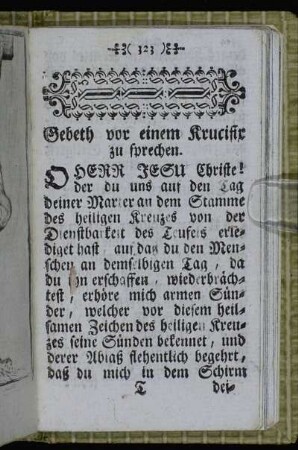 ( 323 )
Gebeth vor einem Krucifix
zu sprechen.
O HERR JESU Christe!
der du uns auf den Tag
deiner Marter an dem Stamme
des heiligen Kreuzes von der
Dienstbarkeit des Teufels erle-
diget hast, auf daß du den Men-
schen an demselbigen Tag, da
du ihn erschaffen, wiederbräch-
test, erhöre mich armen Sün-
der, welcher vor diesem heil-
samen Zeichen des heiligen Kreu-
zes seine Sünden bekennet, und
derer Ablaß flehentlich begehrt,
daß du mich in dem Schirm
T dei-